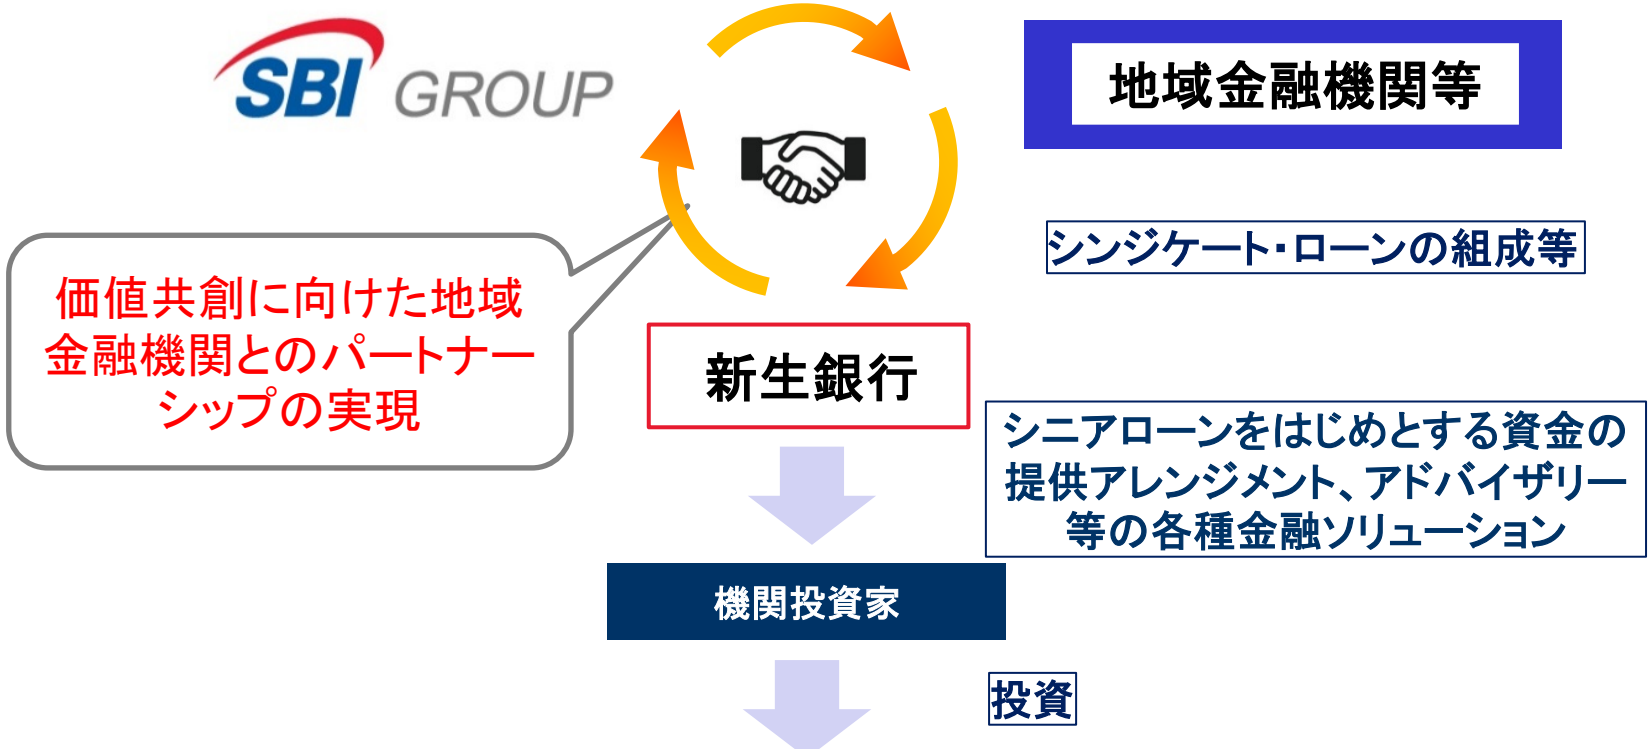 SBI GROUP
地域金融機関等
シンジケート・ローンの組成等
価値共創に向けた地域
金融機関とのパートナー
シップの実現
新生銀行
シニアローンをはじめとする資金の
提供アレンジメント、アドバイザリー
等の各種金融ソリューション
機関投資家
投資